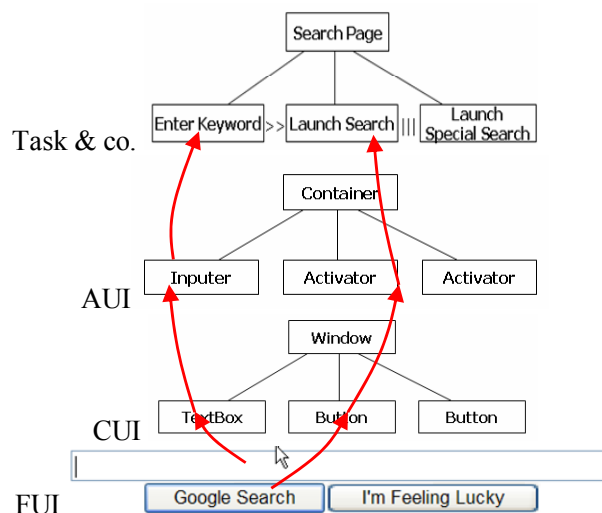 Search Page
Enter Keyword >> Launch Search ||| Launch
Special Search
Task & co.
Container
Inputer Activator Activator
AUI
Window
TextBox Button Button
CUI
Google Search I'm Feeling Lucky
FUI